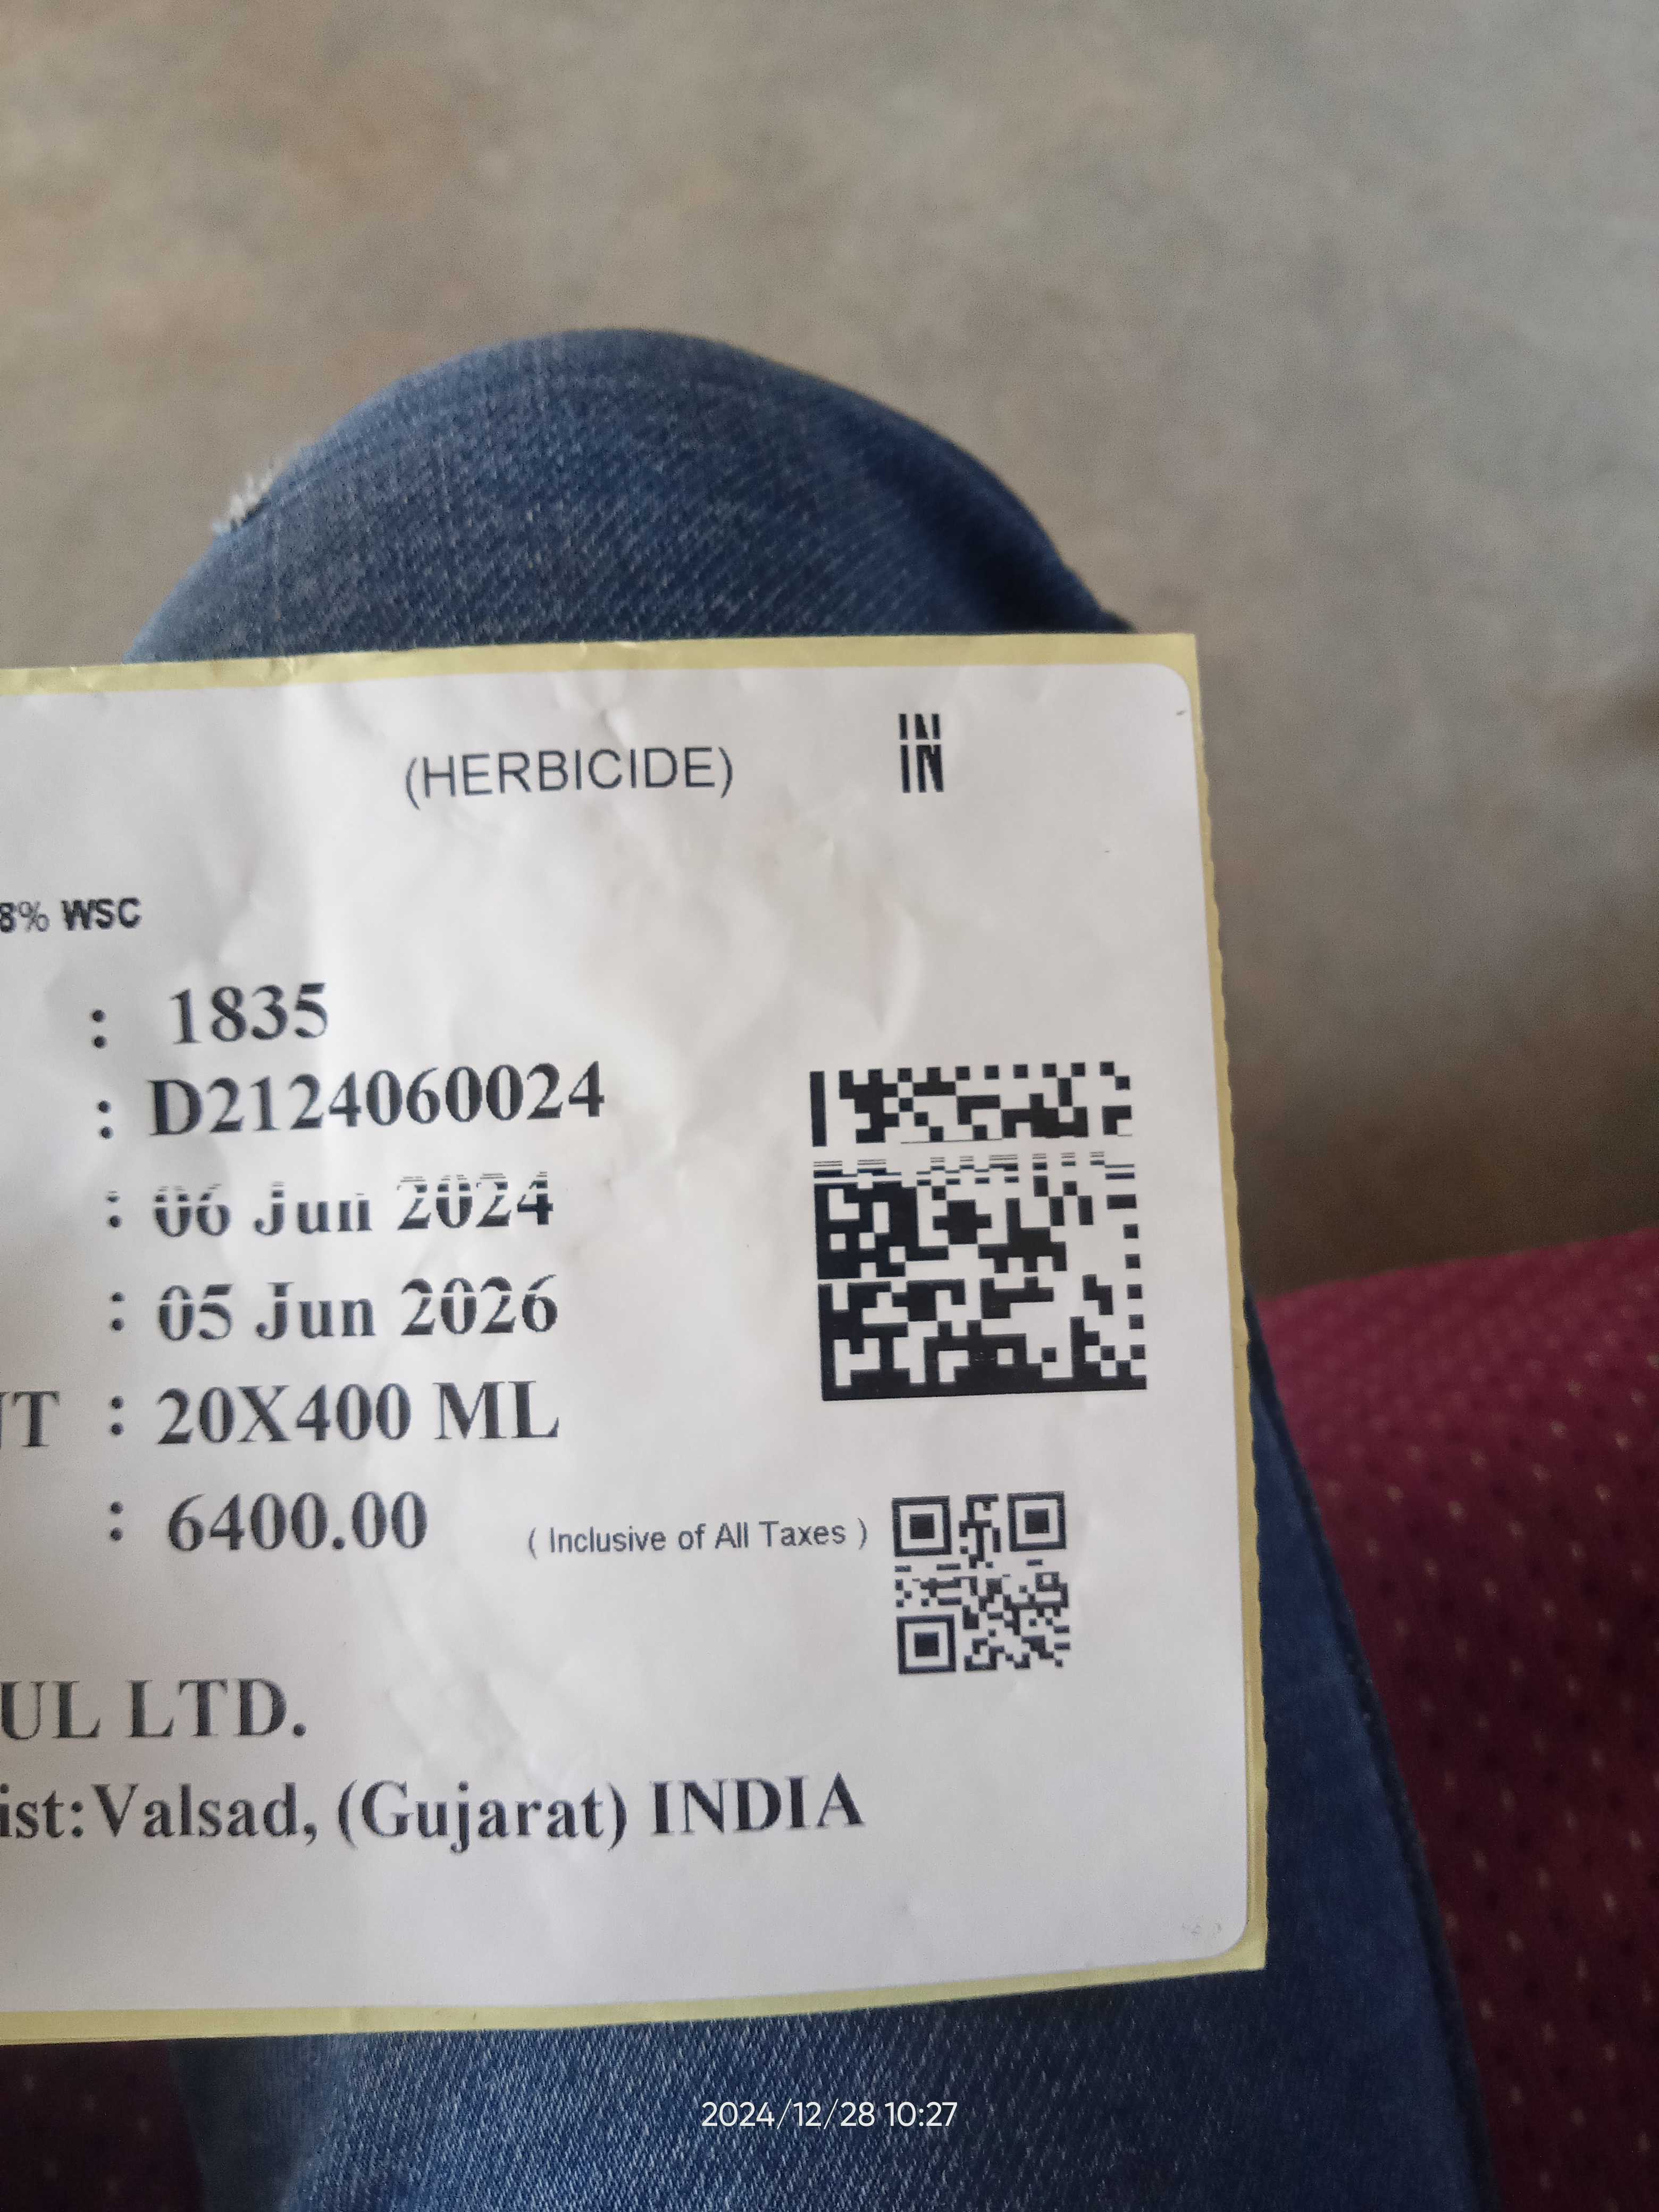 (HERBICIDE) IN
8% WSC
: 1835
: D2124060024
: 06 Jun 2024
: 05 Jun 2026
: 20X400 ML
: 6400.00 ( Inclusive of All Taxes )
UL LTD.
ist:Valsad, (Gujarat) INDIA
2024/12/28 10:27